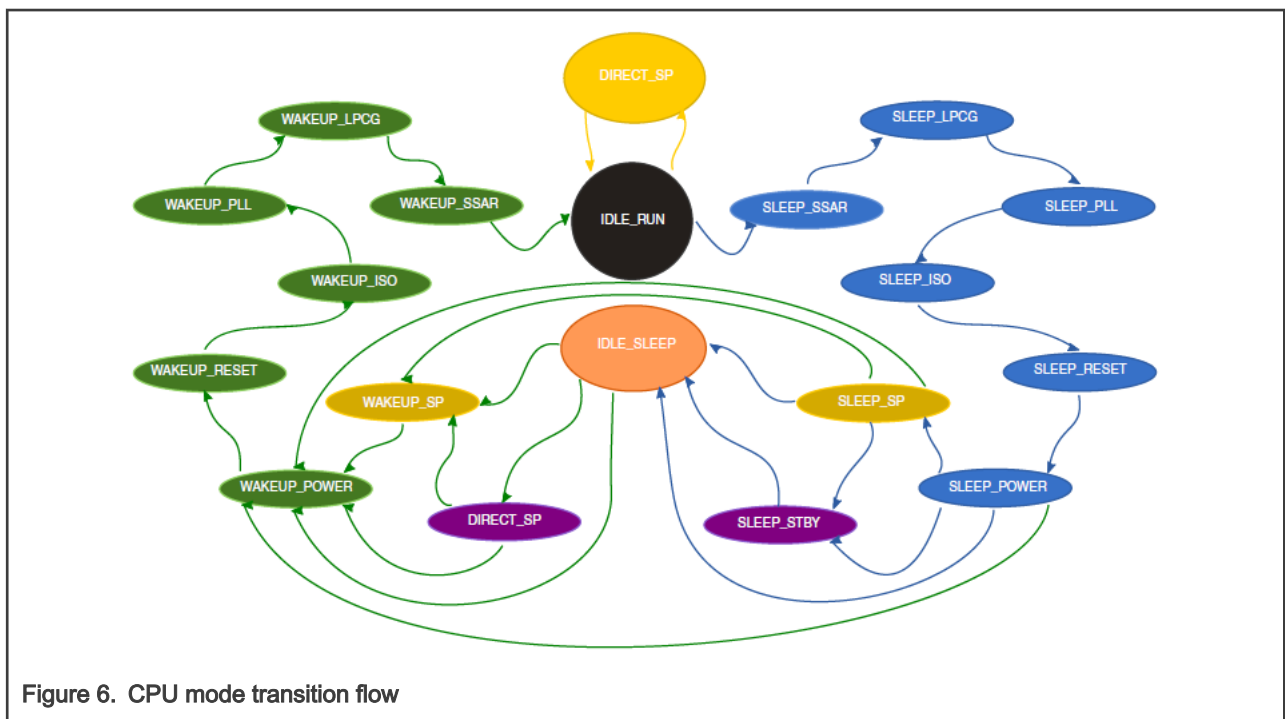 DIRECT_SP
WAKEUP_LPCG
SLEEP_LPCG
WAKEUP_PLL
WAKEUP_SSAR
IDLE_RUN
SLEEP_SSAR
SLEEP_PLL
WAKEUP_ISO
SLEEP_ISO
IDLE_SLEEP
WAKEUP_RESET
SLEEP_RESET
WAKEUP_SP
SLEEP_SP
WAKEUP_POWER
SLEEP_POWER
DIRECT_SP
SLEEP_STBY
Figure 6. CPU mode transition flow